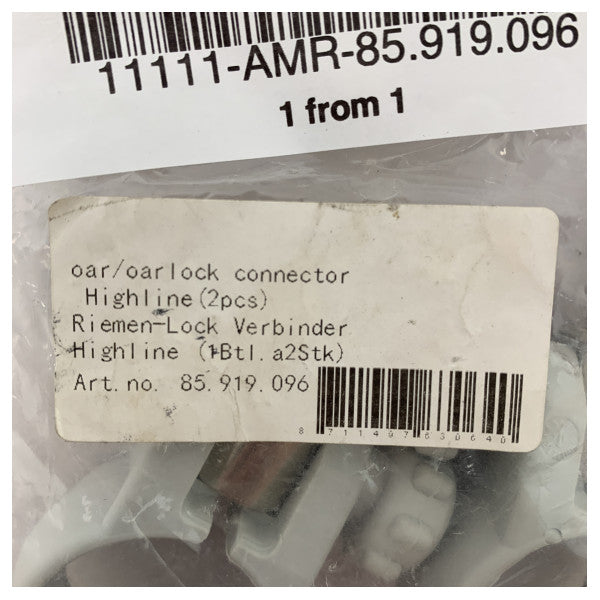 11111-AMR-85.919.096
1 from 1
oar/oarlock connector
Highline(2pcs)
Riemen-Lock Verbinder
Highline (1Btl.a2Stk)
Art.no. 85.919.096
8711497630640